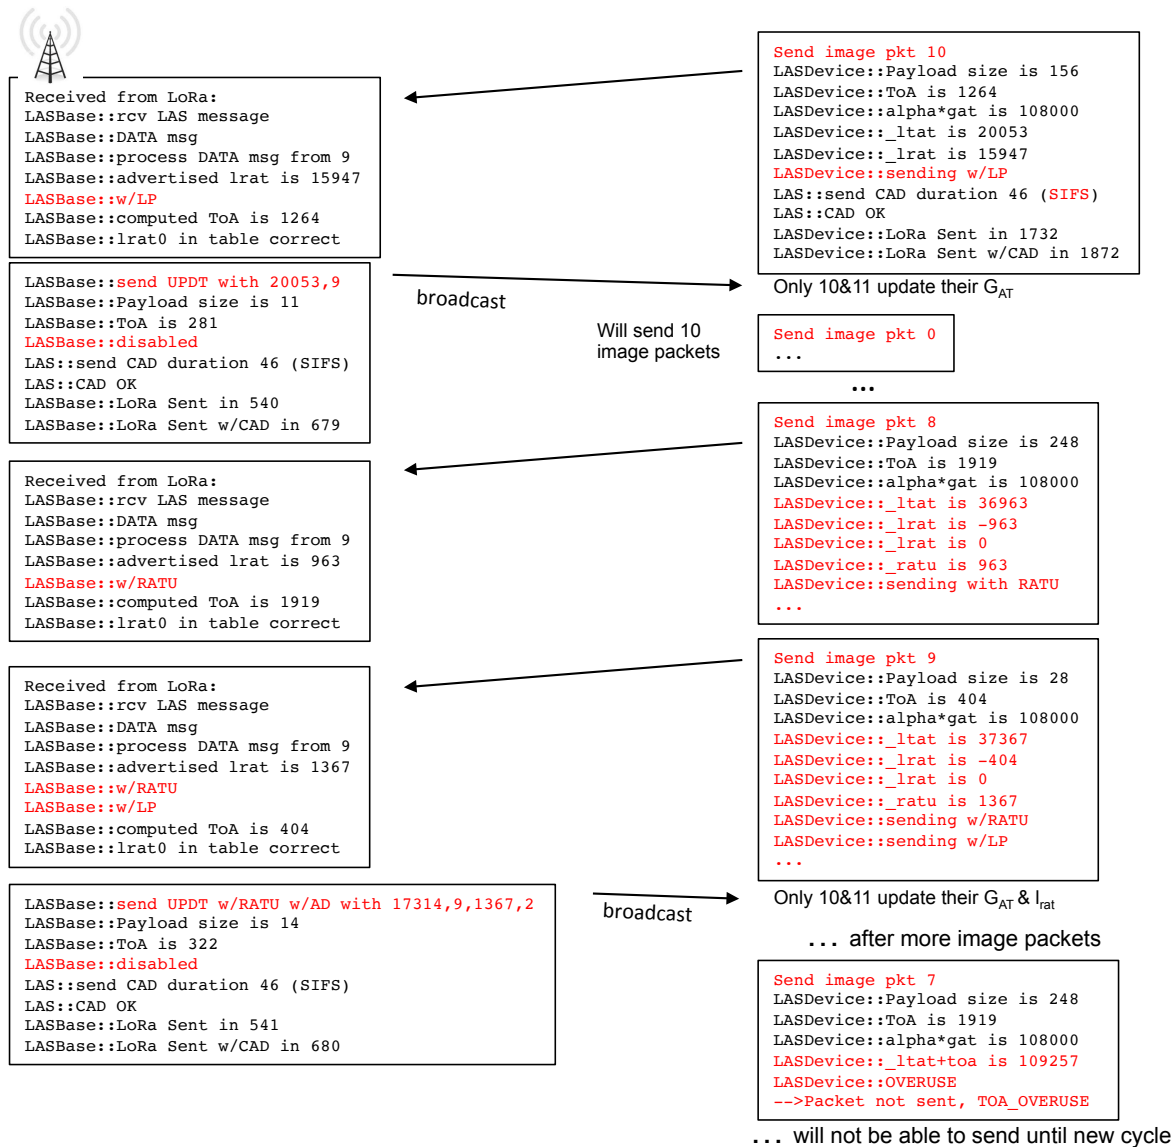 Received from LoRa:
LASBase::rcv LAS message
LASBase::DATA msg
LASBase::process DATA msg from 9
LASBase::advertised lrat is 15947
LASBase::w/LP
LASBase::computed ToA is 1264
LASBase::lrat0 in table correct
Send image pkt 10
LASDevice::Payload size is 156
LASDevice::ToA is 1264
LASDevice::alpha*gat is 108000
LASDevice::_ltat is 20053
LASDevice::_lrat is 15947
LASDevice::sending w/LP
LAS::send CAD duration 46 (SIFS)
LAS::CAD OK
LASDevice::LoRa Sent in 1732
LASDevice::LoRa Sent w/CAD in 1872
LASBase::send UPDT with 20053,9
LASBase::Payload size is 11
LASBase::ToA is 281
LASBase::disabled
LAS::send CAD duration 46 (SIFS)
LAS::CAD OK
LASBase::LoRa Sent in 540
LASBase::LoRa Sent w/CAD in 679
broadcast
Only 10&11 update their GAT
Will send 10
image packets
Send image pkt 0
...
...
Send image pkt 8
LASDevice::Payload size is 248
LASDevice::ToA is 1919
LASDevice::alpha*gat is 108000
LASDevice::_ltat is 36963
LASDevice::_lrat is -963
LASDevice::_lrat is 0
LASDevice::_ratu is 963
LASDevice::sending with RATU
...
Received from LoRa:
LASBase::rcv LAS message
LASBase::DATA msg
LASBase::process DATA msg from 9
LASBase::advertised lrat is 963
LASBase::w/RATU
LASBase::computed ToA is 1919
LASBase::lrat0 in table correct
Send image pkt 9
LASDevice::Payload size is 28
LASDevice::ToA is 404
LASDevice::alpha*gat is 108000
LASDevice::_ltat is 37367
LASDevice::_lrat is -404
LASDevice::_lrat is 0
LASDevice::_ratu is 1367
LASDevice::sending w/RATU
LASDevice::sending w/LP
...
Received from LoRa:
LASBase::rcv LAS message
LASBase::DATA msg
LASBase::process DATA msg from 9
LASBase::advertised lrat is 1367
LASBase::w/RATU
LASBase::w/LP
LASBase::computed ToA is 404
LASBase::lrat0 in table correct
LASBase::send UPDT w/RATU w/AD with 17314,9,1367,2
LASBase::Payload size is 14
LASBase::ToA is 322
LASBase::disabled
LAS::send CAD duration 46 (SIFS)
LAS::CAD OK
LASBase::LoRa Sent in 541
LASBase::LoRa Sent w/CAD in 680
broadcast
Only 10&11 update their GAT & lrat
... after more image packets
Send image pkt 7
LASDevice::Payload size is 248
LASDevice::ToA is 1919
LASDevice::alpha*gat is 108000
LASDevice::_ltat+toa is 109257
LASDevice::OVERUSE
-->Packet not sent, TOA_OVERUSE
... will not be able to send until new cycle